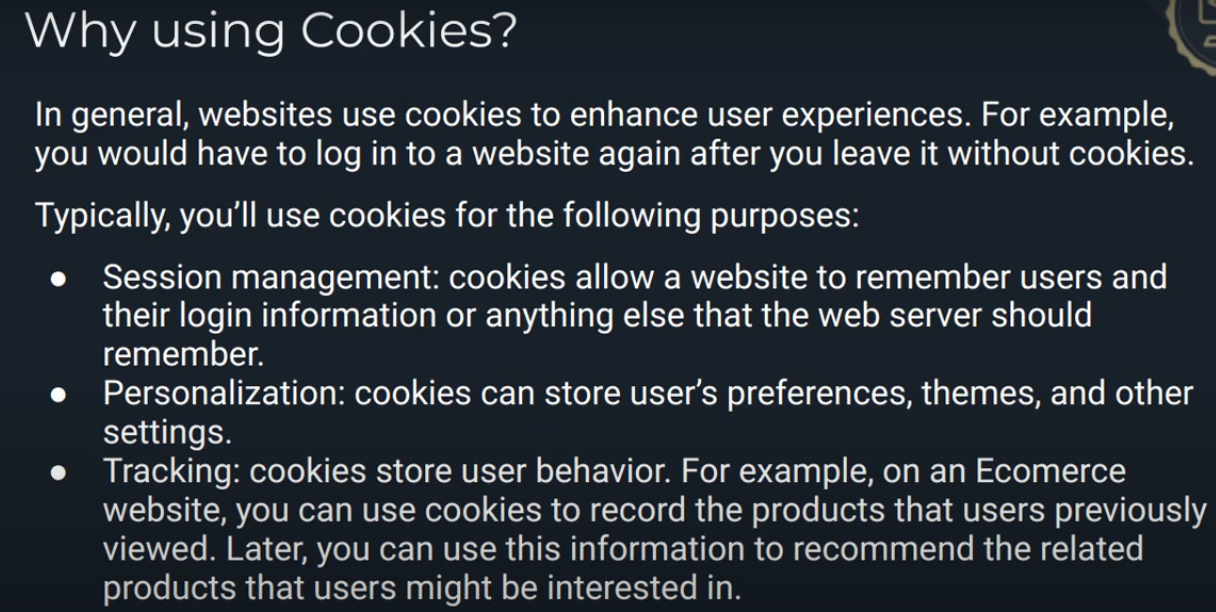 Why using Cookies?
In general, websites use cookies to enhance user experiences. For example,
you would have to log in to a website again after you leave it without cookies.
Typically, you’ll use cookies for the following purposes:
● Session management: cookies allow a website to remember users and
their login information or anything else that the web server should
remember.
● Personalization: cookies can store user’s preferences, themes, and other
settings.
● Tracking: cookies store user behavior. For example, on an Ecomerce
website, you can use cookies to record the products that users previously
viewed. Later, you can use this information to recommend the related
products that users might be interested in.